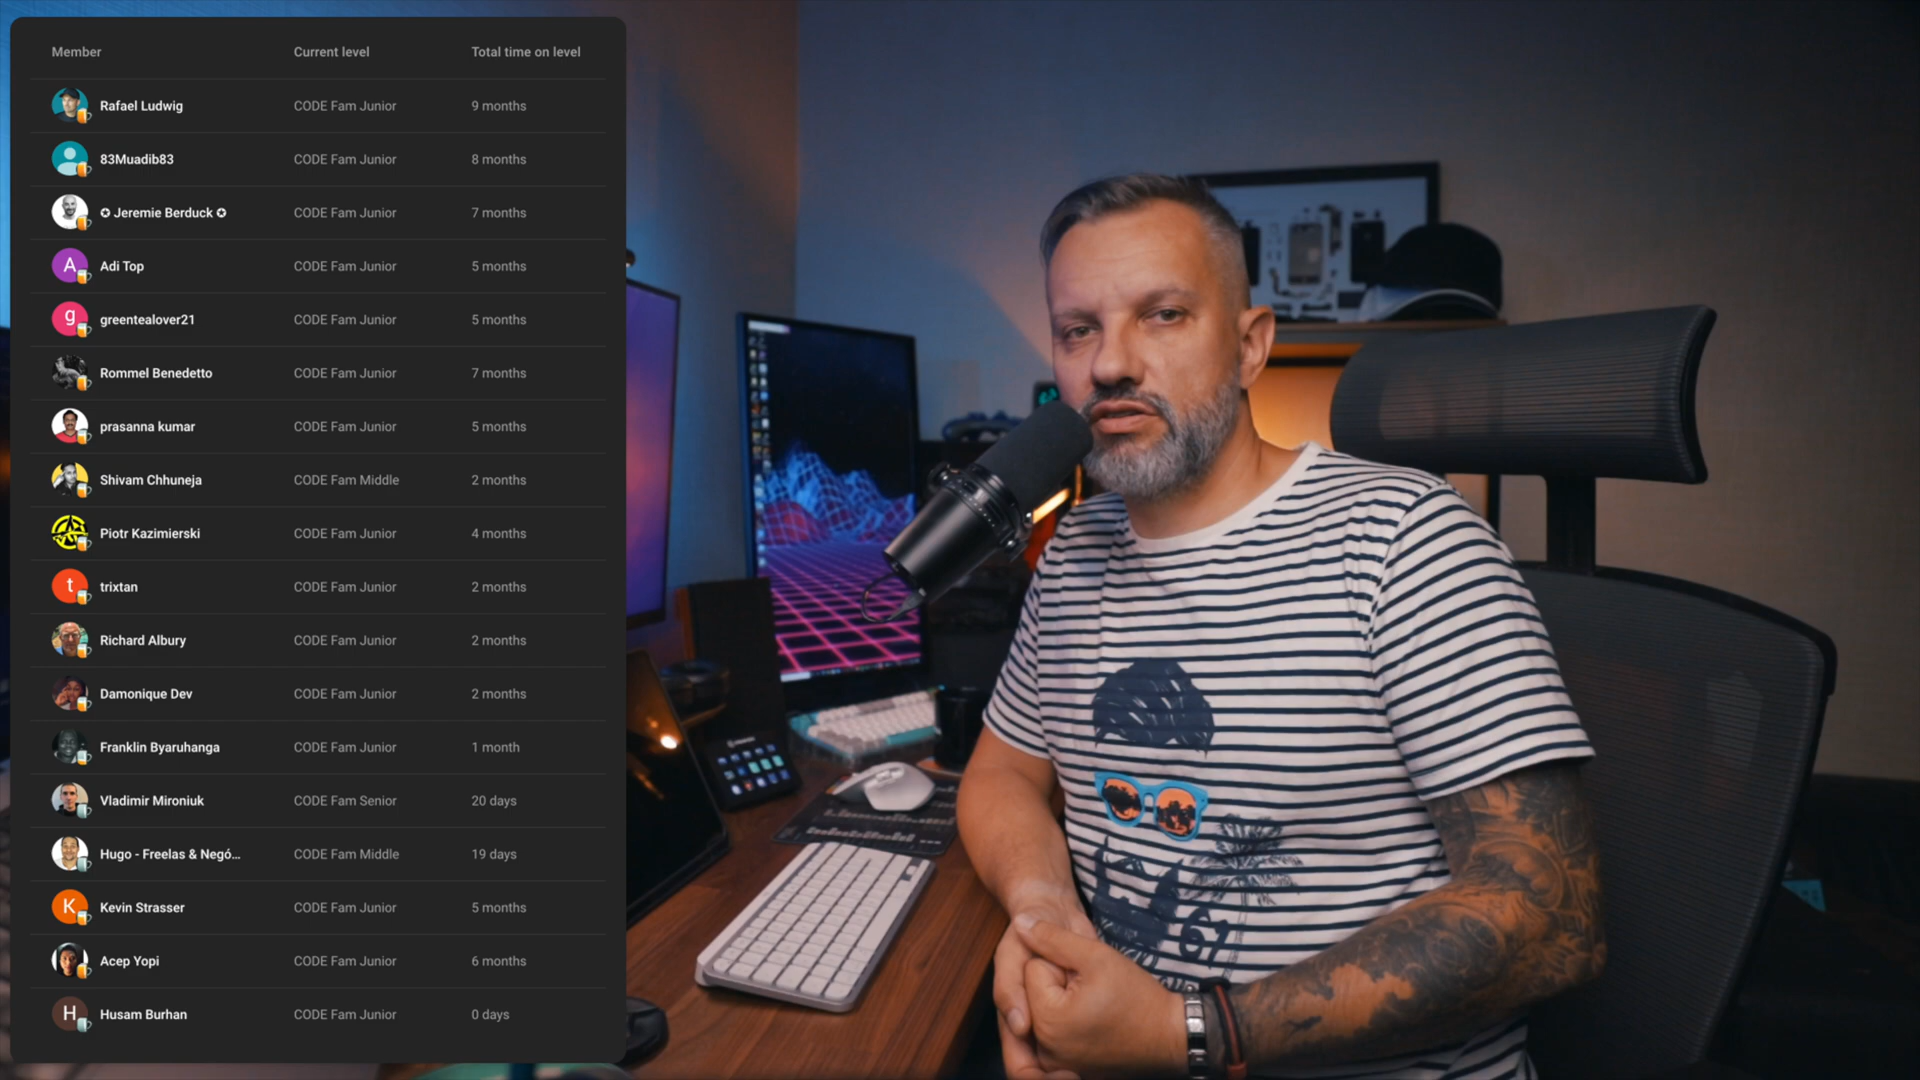 Member Current level Total time on level
Rafael Ludwig CODE Fam Junior 9 months
83Muadib83 CODE Fam Junior 8 months
✪ Jeremie Berduck ✪ CODE Fam Junior 7 months
A Adi Top CODE Fam Junior 5 months
g greentealover21 CODE Fam Junior 5 months
Rommel Benedetto CODE Fam Junior 7 months
prasanna kumar CODE Fam Junior 5 months
Shivam Chhuneja CODE Fam Middle 2 months
Piotr Kazimierski CODE Fam Junior 4 months
t trixtan CODE Fam Junior 2 months
Richard Albury CODE Fam Junior 2 months
Damonique Dev CODE Fam Junior 2 months
Franklin Byaruhanga CODE Fam Junior 1 month
Vladimir Mironiuk CODE Fam Senior 20 days
Hugo - Freelas & Negó... CODE Fam Middle 19 days
K Kevin Strasser CODE Fam Junior 5 months
Acep Yopi CODE Fam Junior 6 months
H Husam Burhan CODE Fam Junior 0 days
67